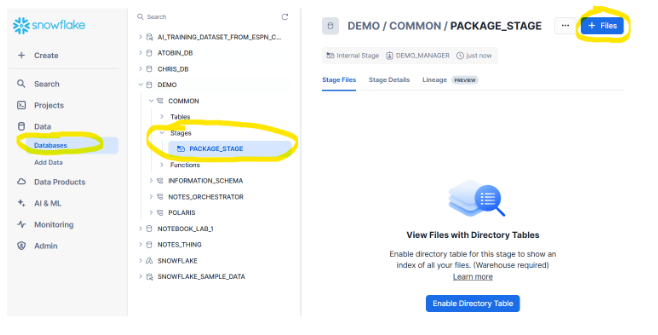 snowflake
+ Create
Search
Projects
Data
Databases
Add Data
Data Products
AI & ML
Monitoring
Admin
Search
AI_TRAINING_DATASET_FROM_ESPN_C...
ATOBIN_DB
CHRIS_DB
DEMO
COMMON
Tables
Stages
PACKAGE_STAGE
Functions
INFORMATION_SCHEMA
NOTES_ORCHESTRATOR
POLARIS
NOTEBOOK_LAB_1
NOTES_THING
SNOWFLAKE
SNOWFLAKE_SAMPLE_DATA
DEMO / COMMON / PACKAGE_STAGE ... + Files
Internal Stage DEMO_MANAGER just now
Stage Files Stage Details Lineage PREVIEW
View Files with Directory Tables
Enable directory table for this stage to show an
index of all your files. (Warehouse required)
Learn more
Enable Directory Table